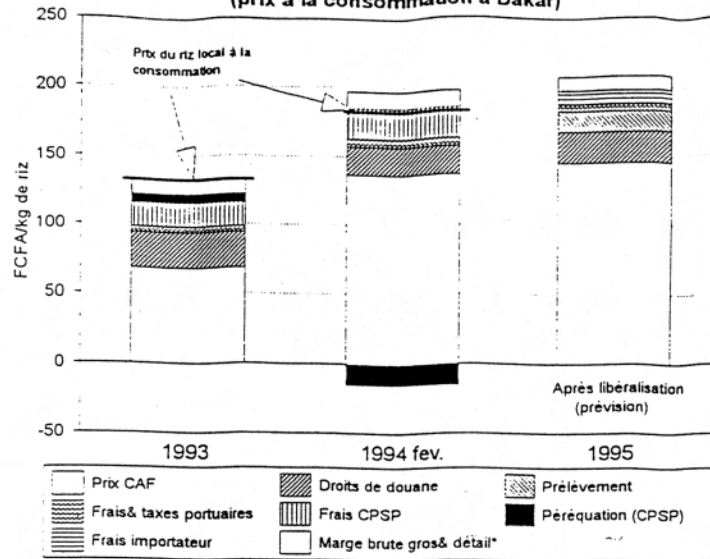 (prix à la consommation à Dakar)
250
200
150
100
50
0
-50
FCFA/kg de riz
Prix du riz local à la
consommation
Après libéralisation
(prévision)
1993
1994 fev.
1995
Prix CAF
Droits de douane
Prélèvement
Frais& taxes portuaires
Frais CPSP
Péréquation (CPSP)
Frais importateur
Marge brute gros& détail*